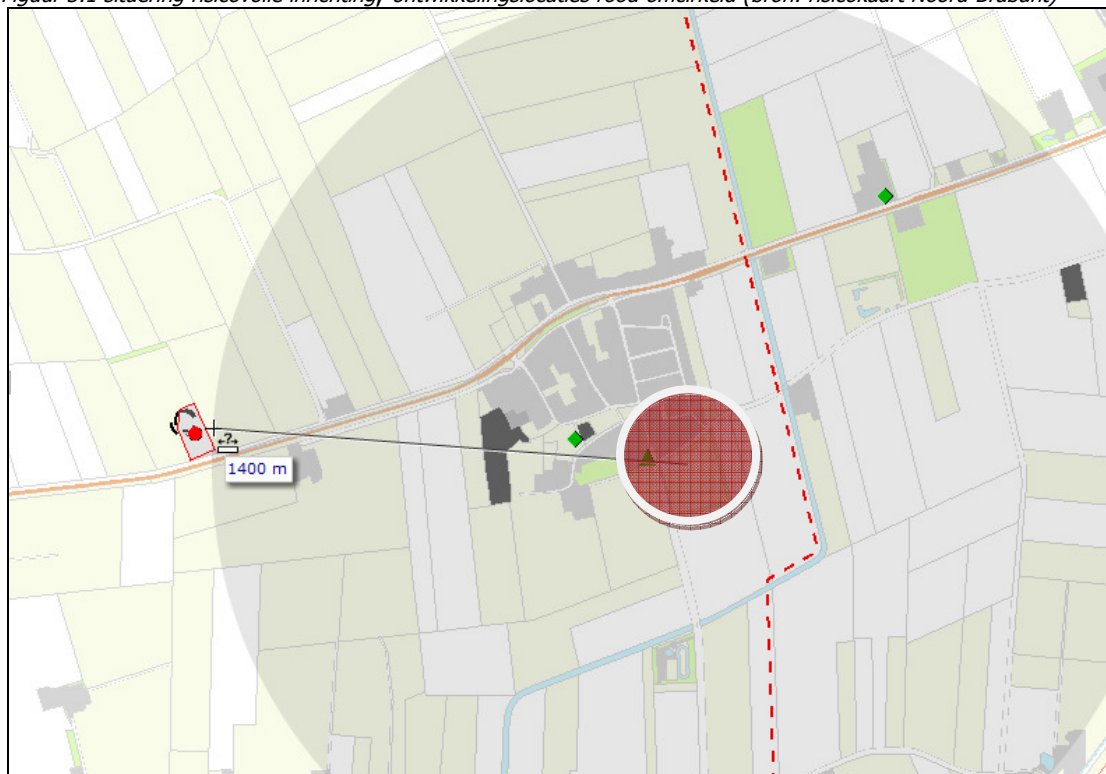 Figuur 5.1 Situering risicovolle inrichting, ontwikkelingslocaties rood omcirkeld (bron: risicokaart Noord-Brabant)
?
1400 m